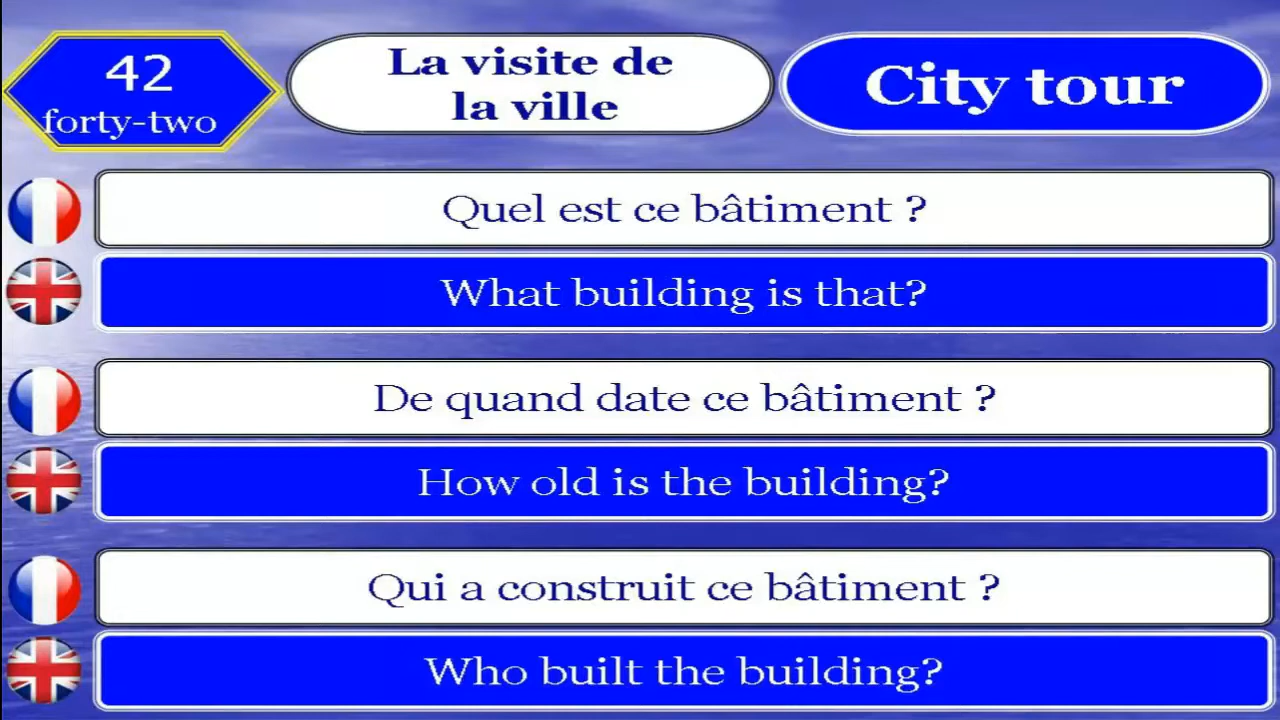 42
forty-two
La visite de
la ville
City tour
Quel est ce bâtiment ?
What building is that?
De quand date ce bâtiment ?
How old is the building?
Qui a construit ce bâtiment ?
Who built the building?